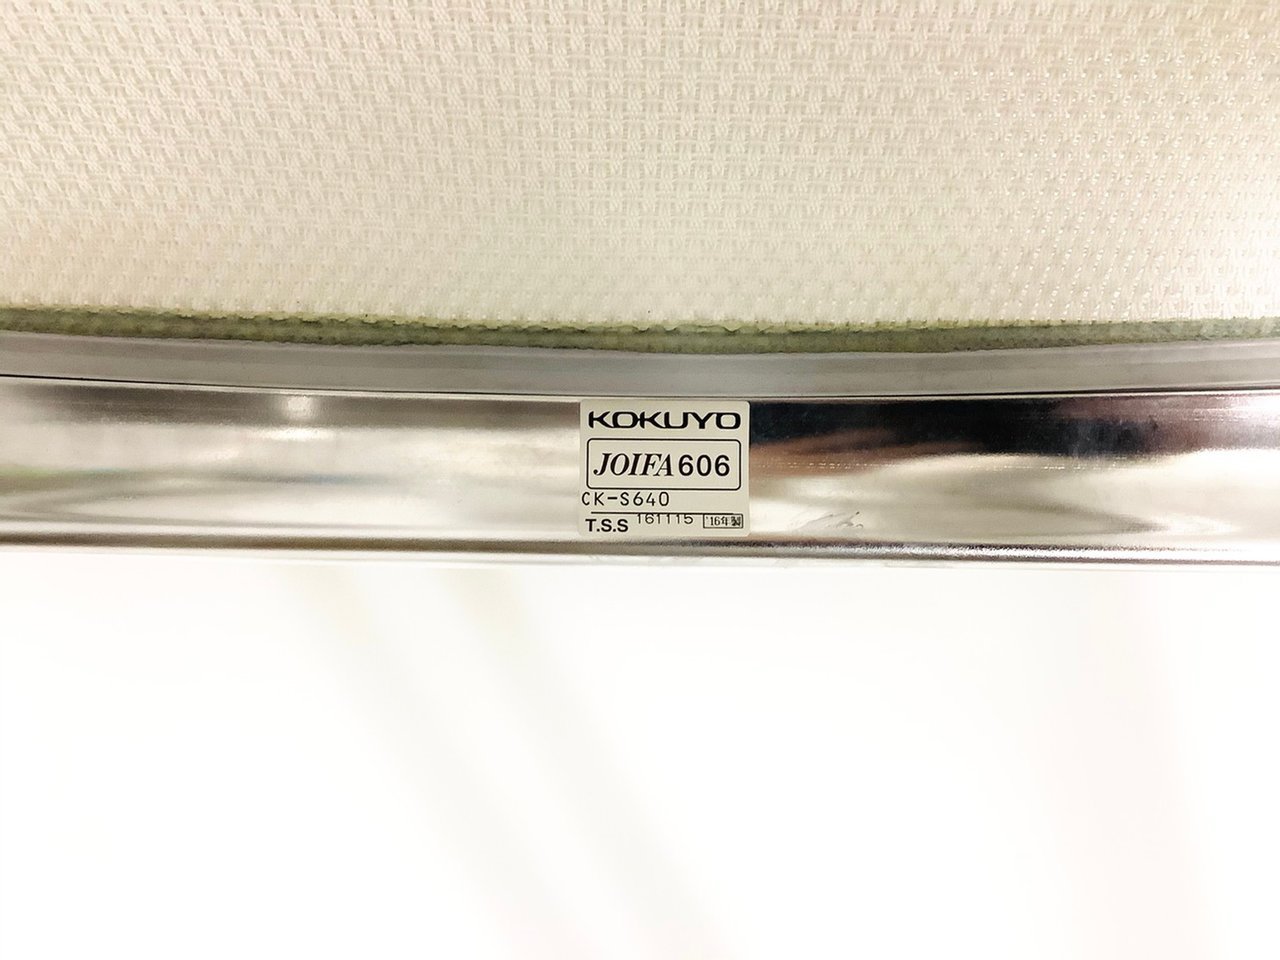 KOKUYO
JOIFA606
CK-S640
T.S.S 161115 '16年製